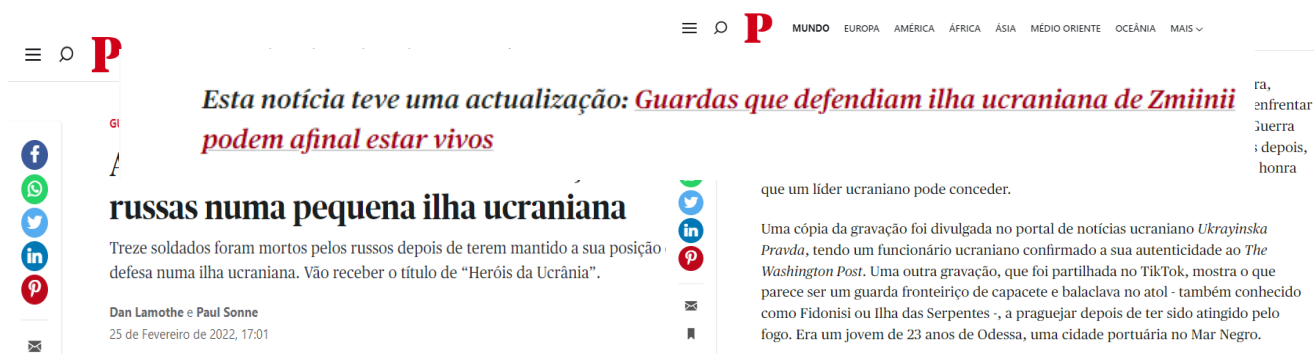 P
P
MUNDO EUROPA AMÉRICA ÁFRICA ÁSIA MÉDIO ORIENTE OCEÂNIA MAIS
Esta notícia teve uma actualização: Guardas que defendiam ilha ucraniana de Zmiinii
podem afinal estar vivos
russas numa pequena ilha ucraniana
Treze soldados foram mortos pelos russos depois de terem mantido a sua posição
defesa numa ilha ucraniana. Vão receber o título de “Heróis da Ucrânia”.
Dan Lamothe e Paul Sonne
25 de Fevereiro de 2022, 17:01
enfrentar
Guerra
depois,
honra
que um líder ucraniano pode conceder.
Uma cópia da gravação foi divulgada no portal de notícias ucraniano Ukrayinska
Pravda, tendo um funcionário ucraniano confirmado a sua autenticidade ao The
Washington Post. Uma outra gravação, que foi partilhada no TikTok, mostra o que
parece ser um guarda fronteiriço de capacete e balaclava no atol - também conhecido
como Fidonisi ou Ilha das Serpentes -, a praguejar depois de ter sido atingido pelo
fogo. Era um jovem de 23 anos de Odessa, uma cidade portuária no Mar Negro.